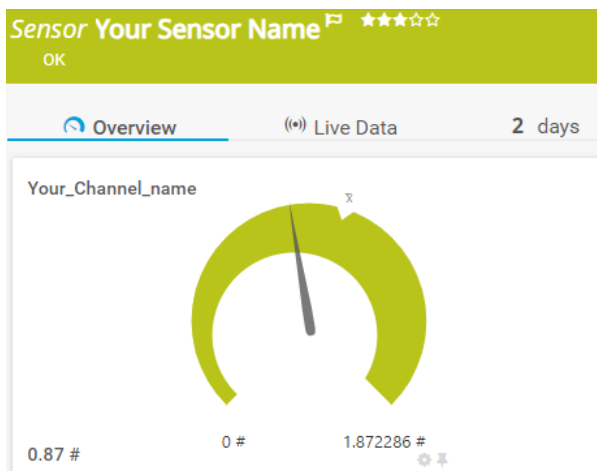 Sensor Your Sensor Name
OK
Overview Live Data 2 days
Your_Channel_name
x̄
0 # 1.872286 #
0.87 #